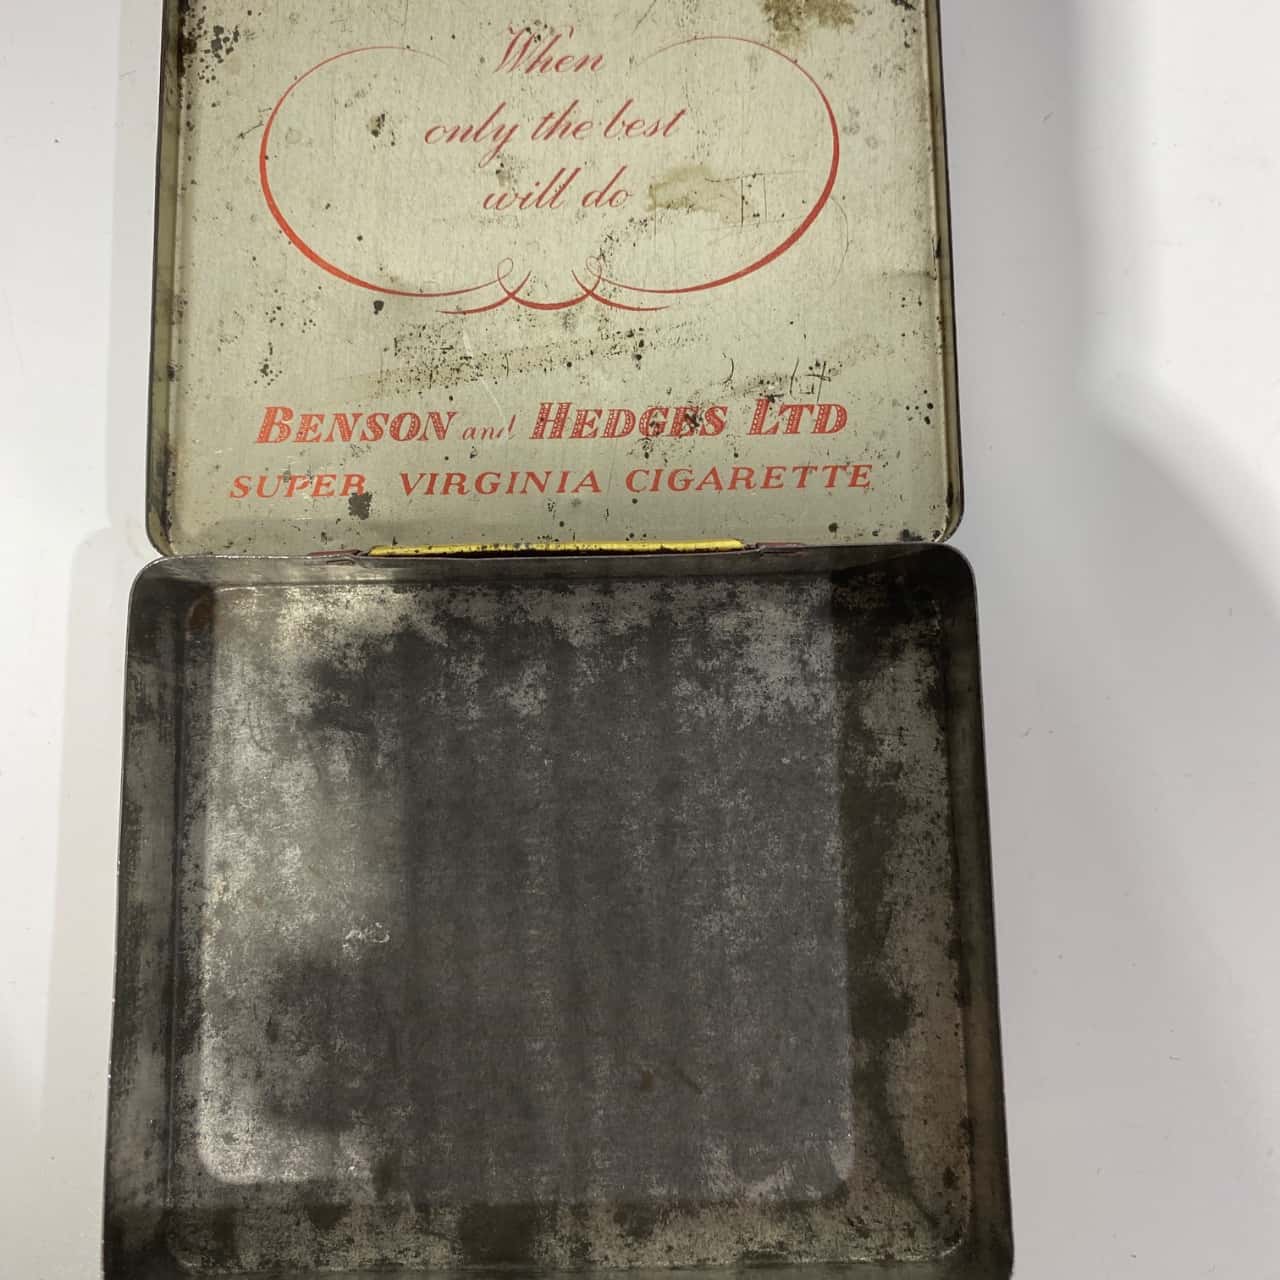 When
only the best
will do
BENSON and HEDGES LTD
SUPER VIRGINIA CIGARETTE